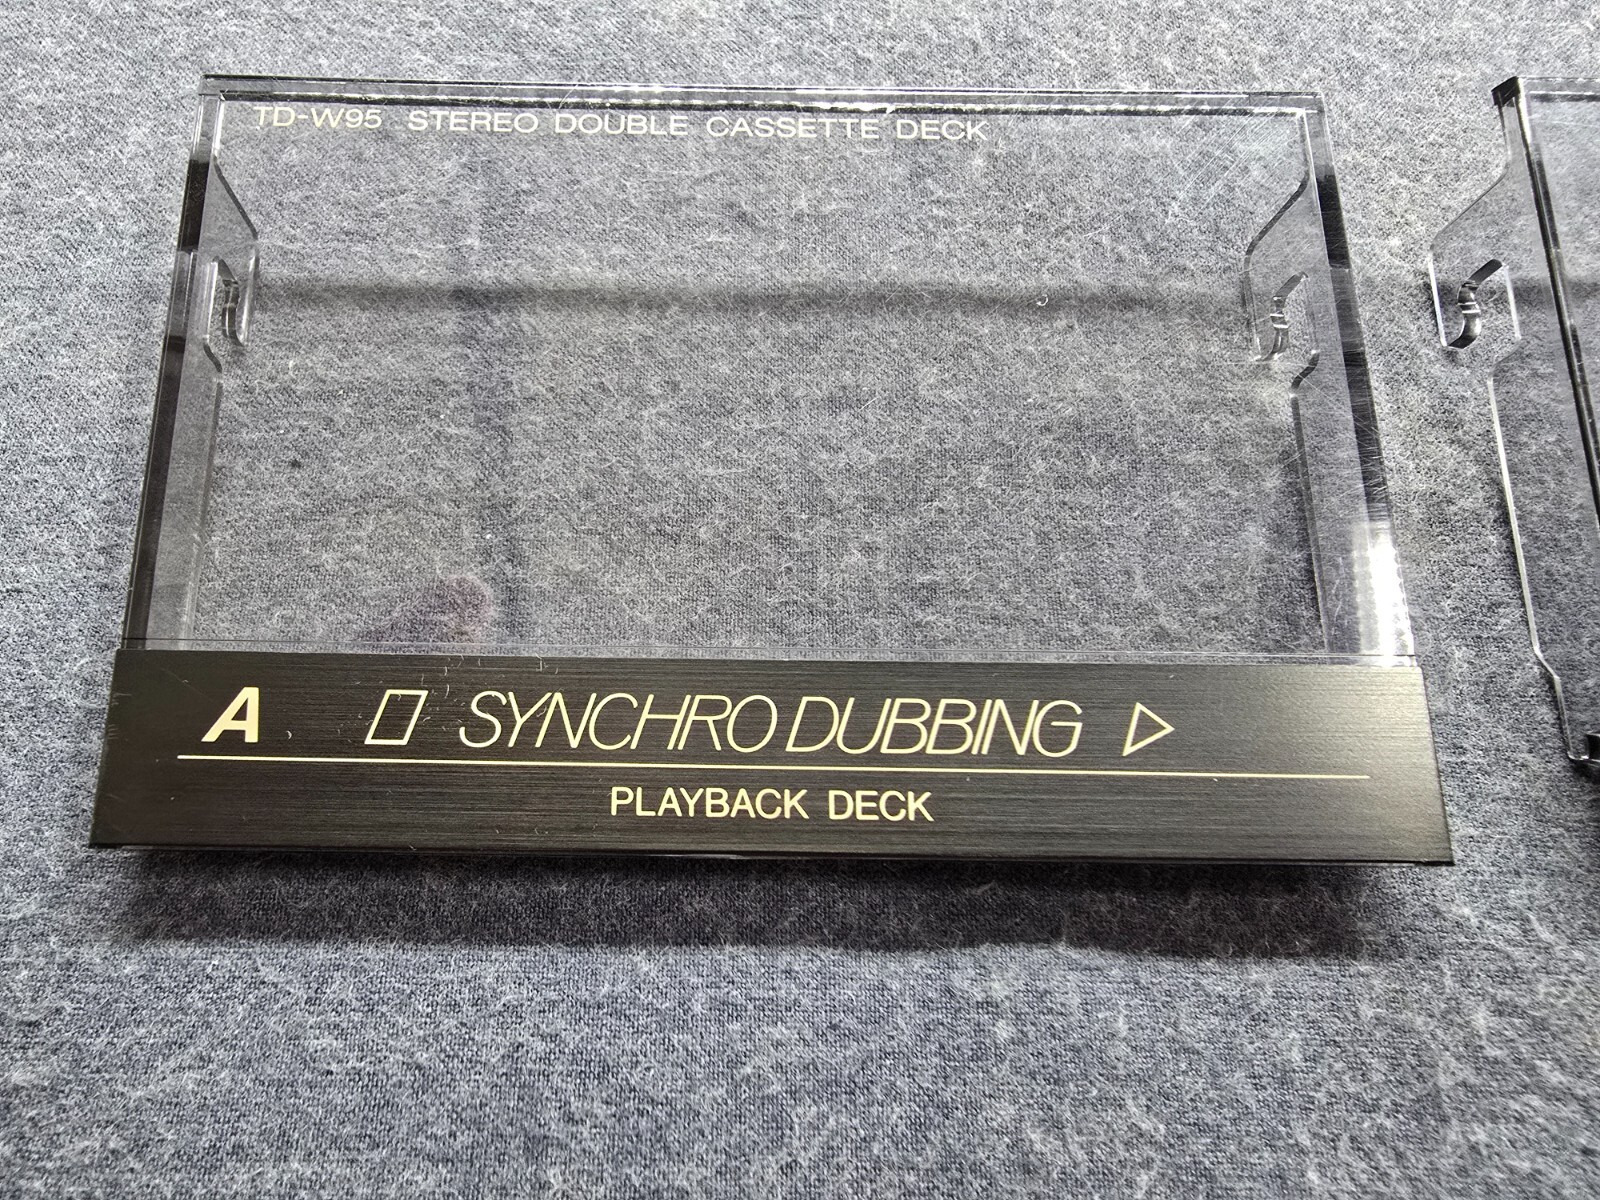 TD-W95 STEREO DOUBLE CASSETTE DECK
A SYNCHRO DUBBING
PLAYBACK DECK